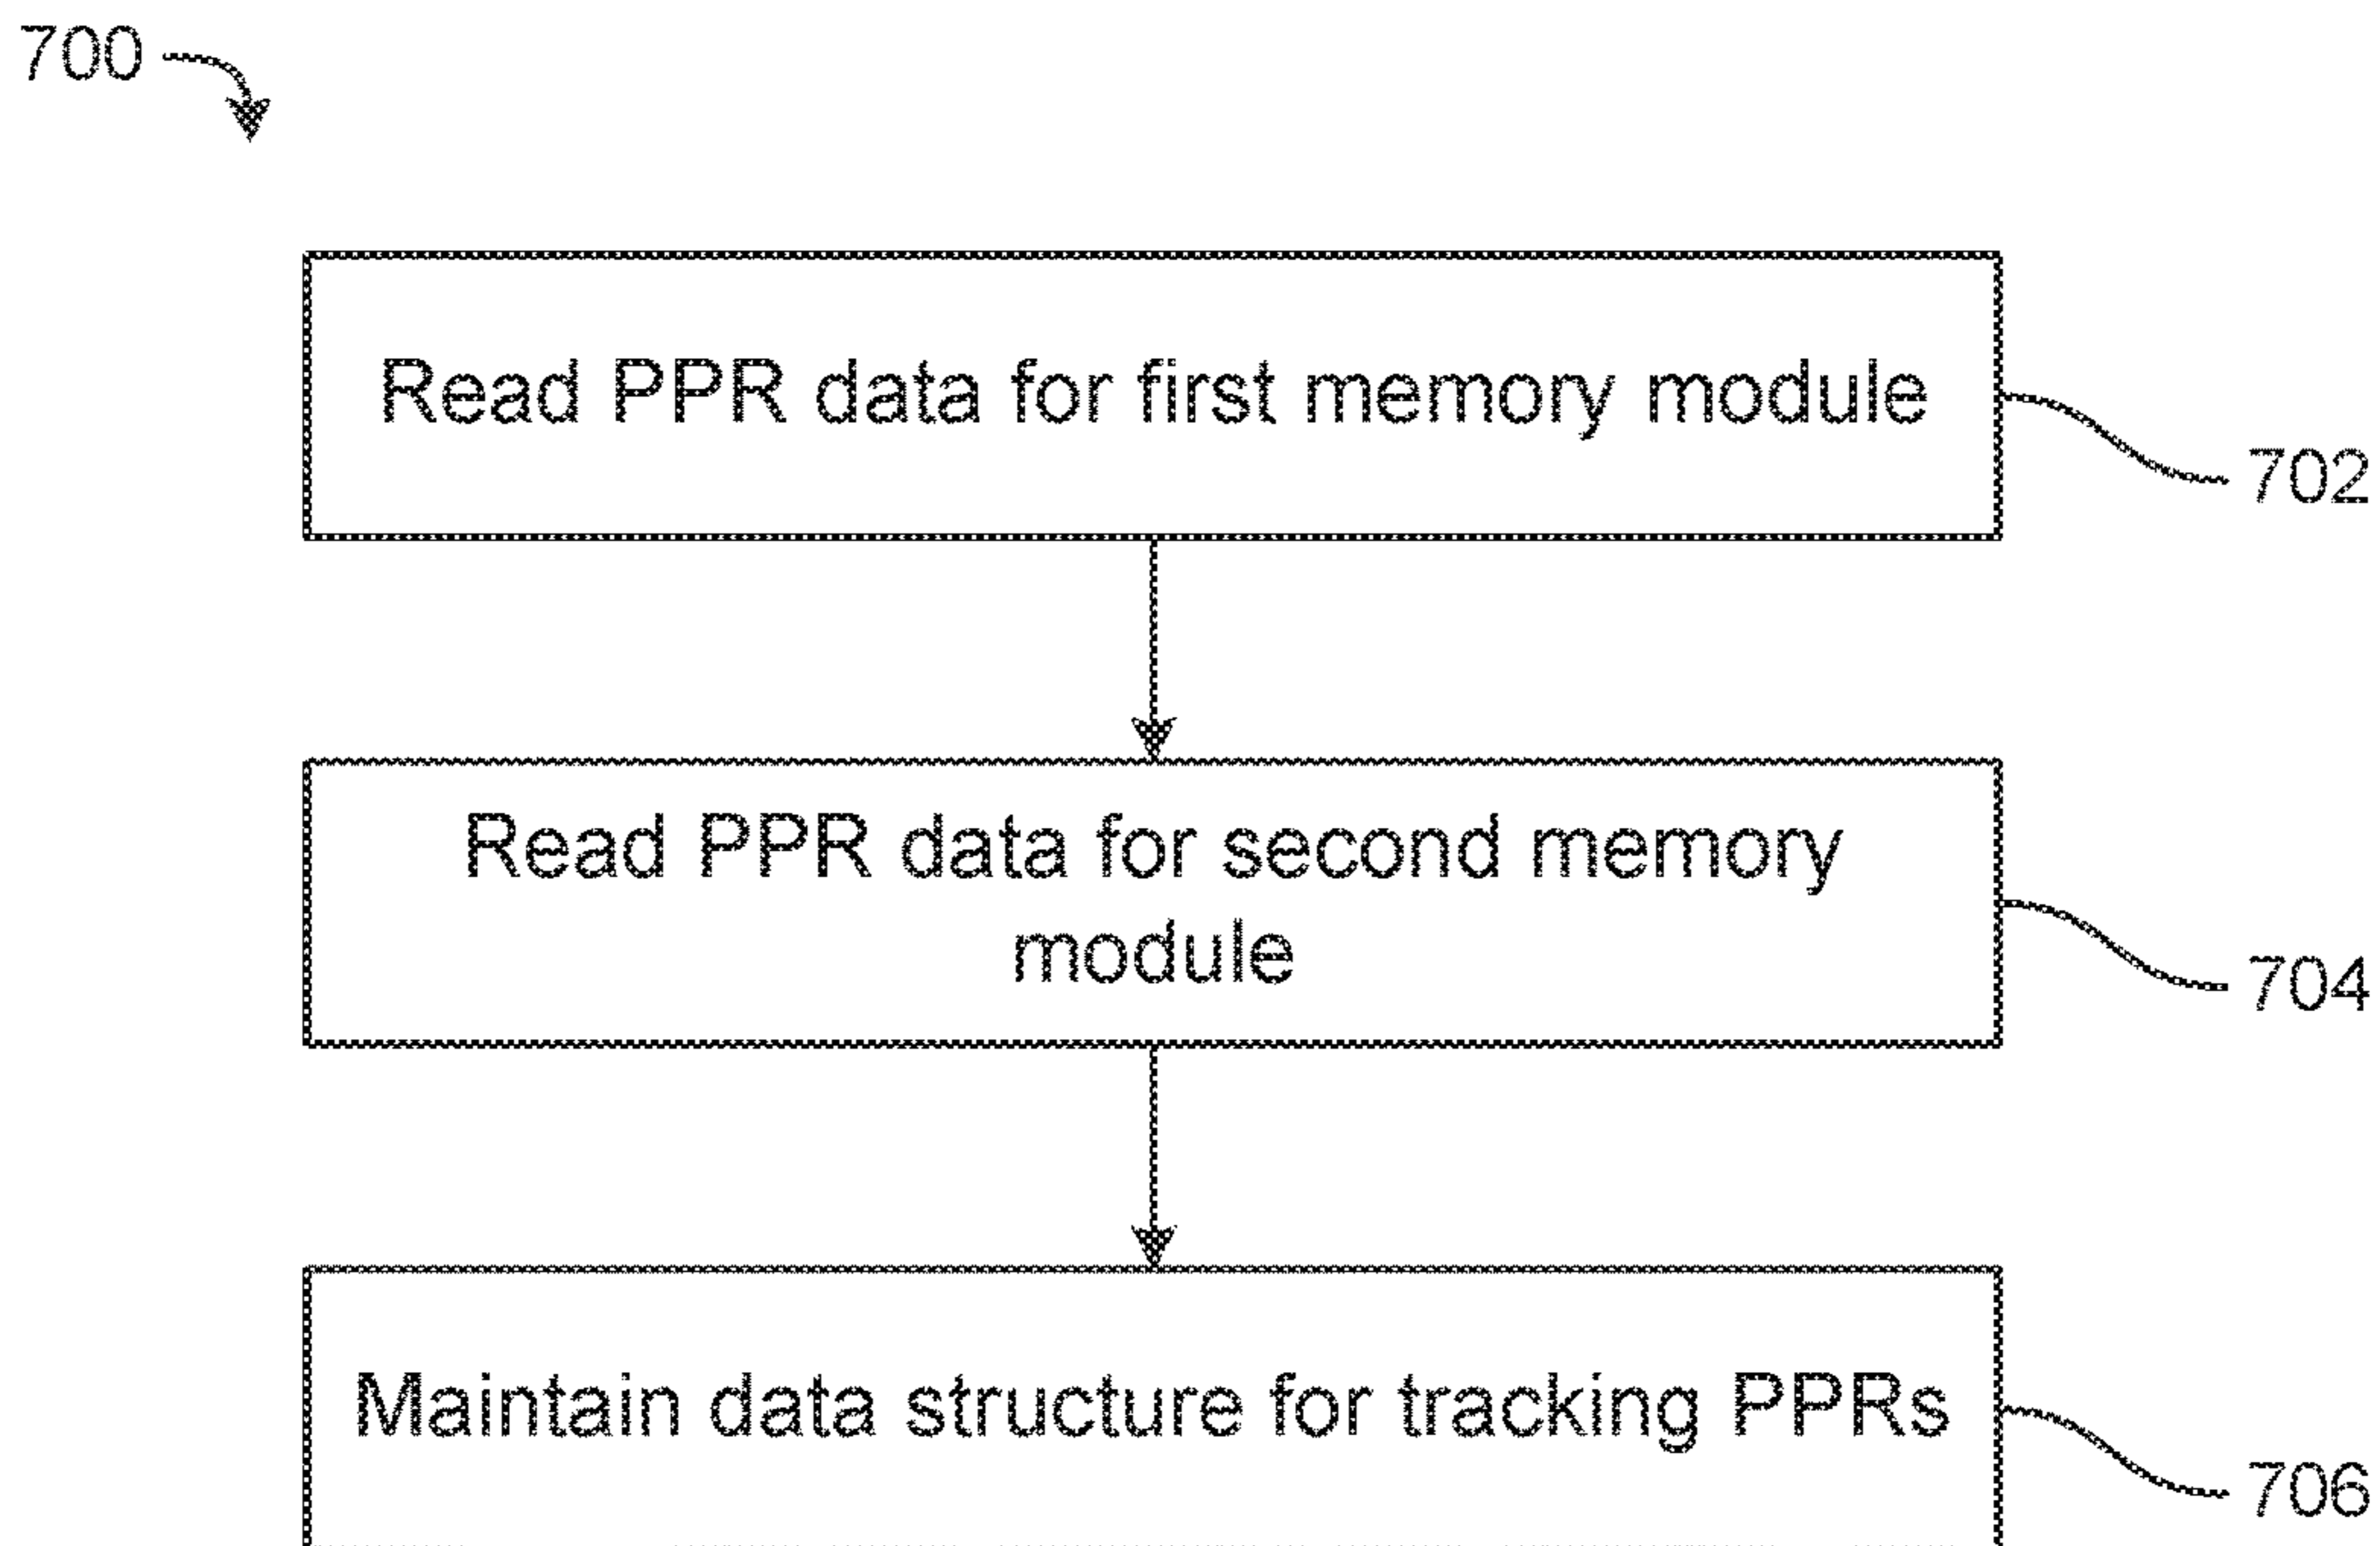 700
Read PPR data for first memory module
702
Read PPR data for second memory
module
704
Maintain data structure for tracking PPRs
706